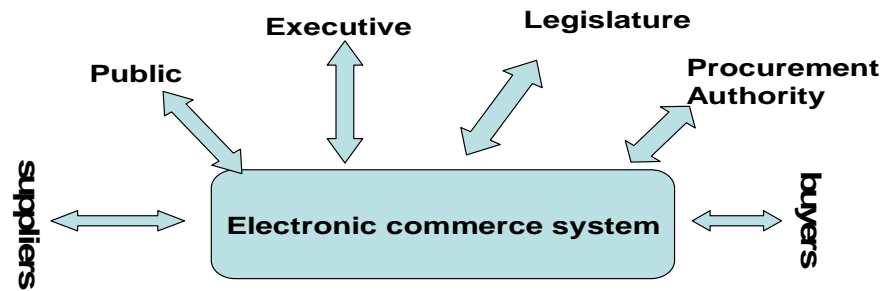 Executive
Legislature
Public
Procurement
Authority
suppliers
Electronic commerce system
buyers